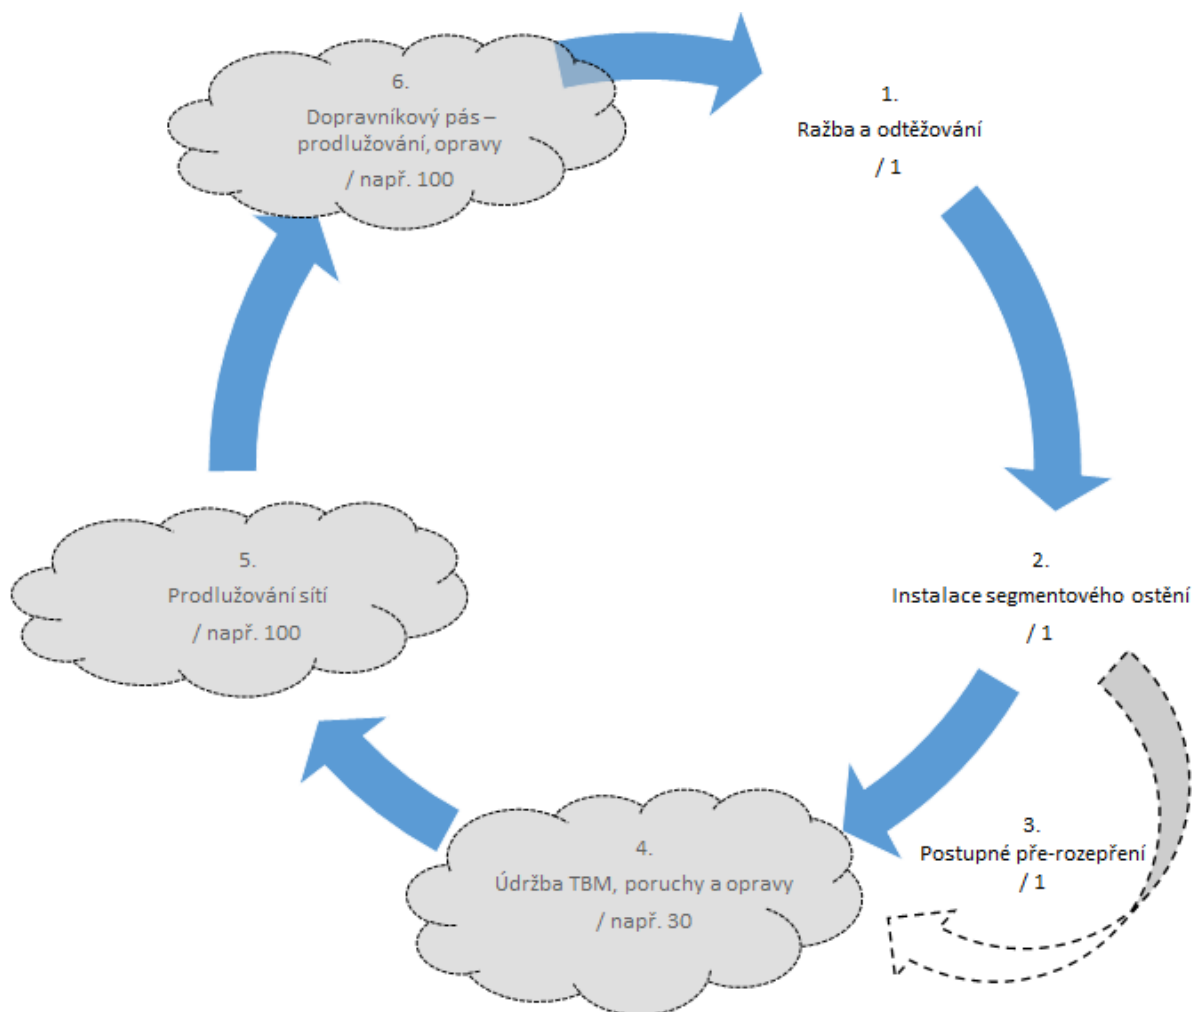 1.
Ražba a odtěžování
/ 1
2.
Instalace segmentového ostění
/ 1
3.
Postupné pře-rozepření
/ 1
4.
Údržba TBM, poruchy a opravy
/ např. 30
5.
Prodlužování sítí
/ např. 100
6.
Dopravníkový pás –
prodlužování, opravy
/ např. 100